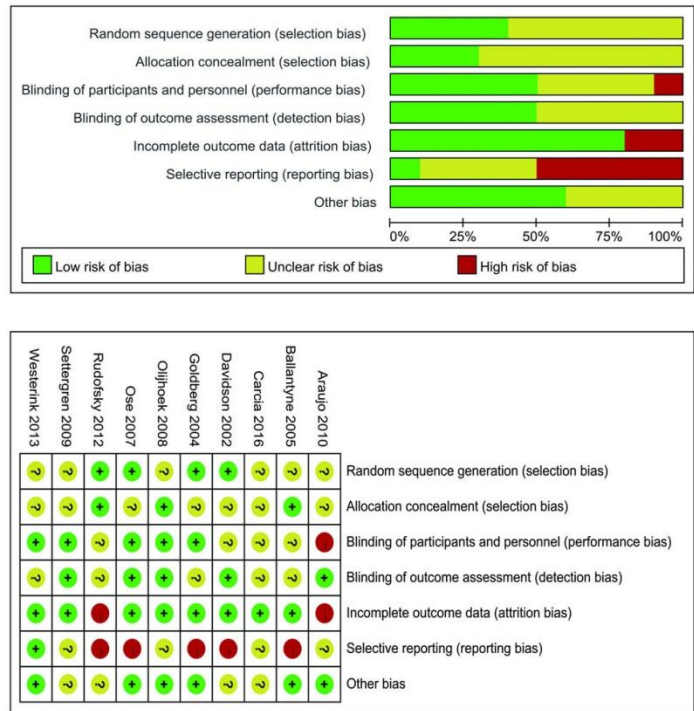 Random sequence generation (selection bias)
Allocation concealment (selection bias)
Blinding of participants and personnel (performance bias)
Blinding of outcome assessment (detection bias)
Incomplete outcome data (attrition bias)
Selective reporting (reporting bias)
Other bias
0% 25% 50% 75% 100%
Low risk of bias Unclear risk of bias High risk of bias
Westerink 2013
Settergren 2009
Rudofsky 2012
Ose 2007
Olijhoek 2008
Goldberg 2004
Davidson 2002
Carcia 2016
Ballantyne 2005
Araujo 2010
? ? + + ? + + ? ? ? Random sequence generation (selection bias)
? ? + ? + ? ? ? + ? Allocation concealment (selection bias)
+ + ? + + + ? ? ? - Blinding of participants and personnel (performance bias)
? + ? + + ? + ? ? + Blinding of outcome assessment (detection bias)
+ + - + + + + + + - Incomplete outcome data (attrition bias)
+ ? - - ? - - ? - ? Selective reporting (reporting bias)
+ ? ? + + + ? ? + + Other bias